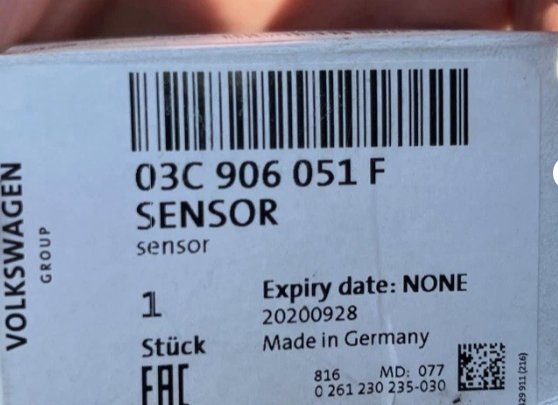 VOLKSWAGEN
GROUP
03C 906 051 F
SENSOR
sensor
1
Stück
Expiry date: NONE
20200928
Made in Germany
816 MD: 077
0 261 230 235-030
EAC